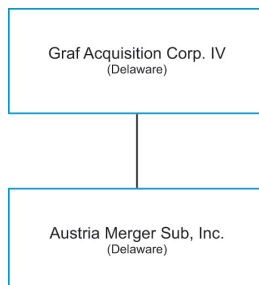 Graf Acquisition Corp. IV
(Delaware)
Austria Merger Sub, Inc.
(Delaware)